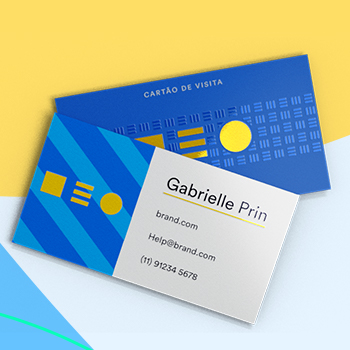 CARTÃO DE VISITA
Gabrielle Prin
brand.com
Help@brand.com
(11) 91234 5678